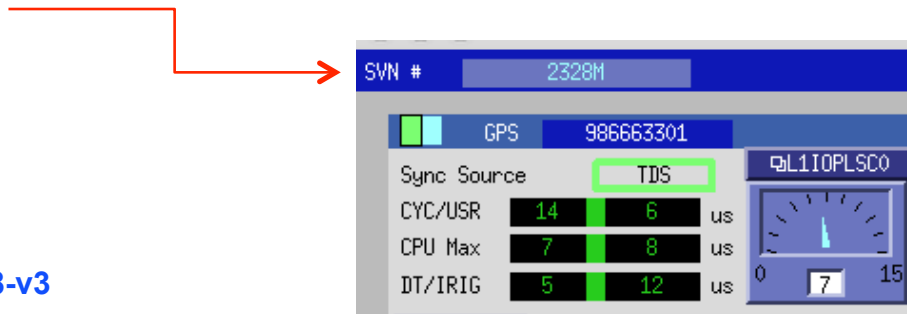 SVN # 2328M
GPS 986663301
Sync Source TDS
L1IOPLSC0
CYC/USR 14 6 us
CPU Max 7 8 us
DT/IRIG 5 12 us
0 7 15
3-v3